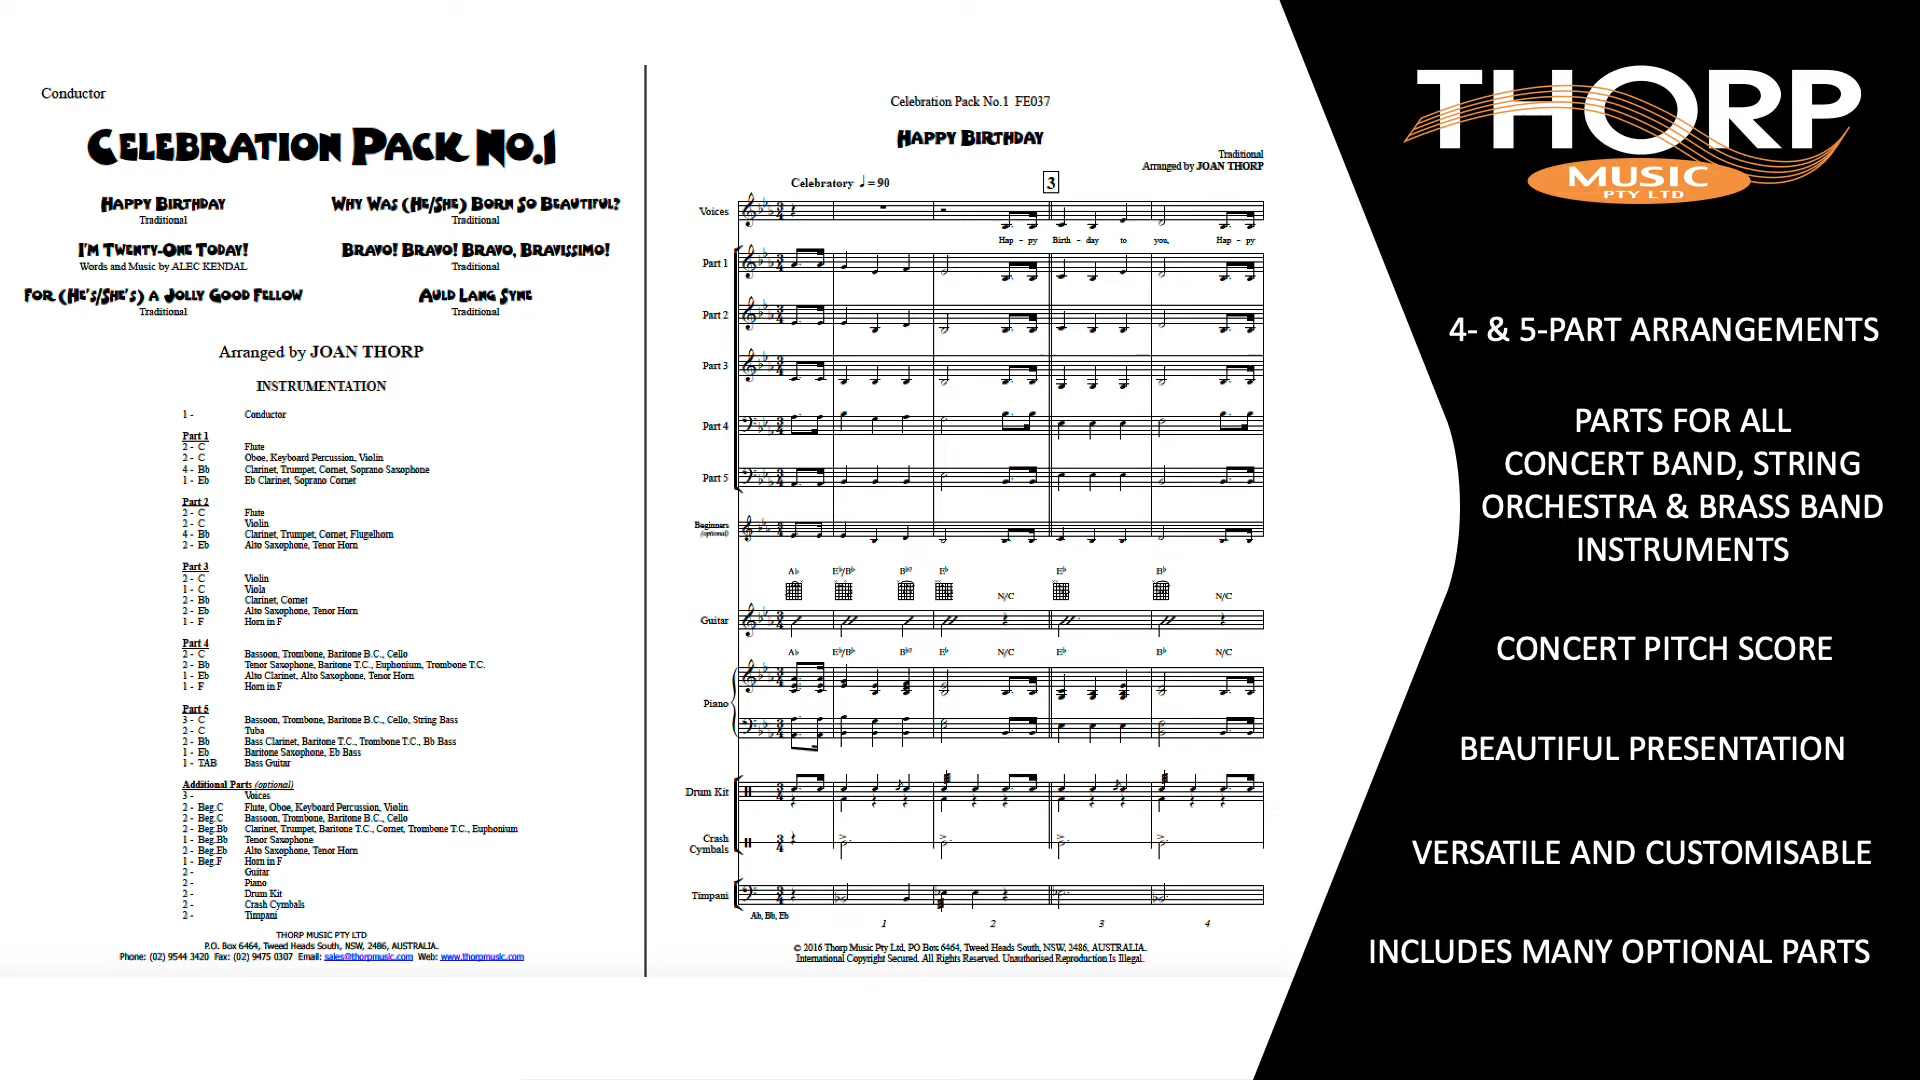 Conductor
CELEBRATION PACK NO.1
HAPPY BIRTHDAY
Traditional
WHY WAS (HE/SHE) BORN SO BEAUTIFUL?
Traditional
I'M TWENTY-ONE TODAY!
Words and Music by ALEC KENDAL
BRAVO! BRAVO! BRAVO, BRAVISSIMO!
Traditional
FOR (HE'S/SHE'S) A JOLLY GOOD FELLOW
Traditional
AULD LANG SYNE
Traditional
Arranged by JOAN THORP
INSTRUMENTATION
1 - Conductor
Part 1
2 - C Flute
2 - C Oboe, Keyboard Percussion, Violin
4 - Bb Clarinet, Trumpet, Cornet, Soprano Saxophone
1 - Eb Eb Clarinet, Soprano Cornet
Part 2
2 - C Flute
2 - C Violin
4 - Bb Clarinet, Trumpet, Cornet, Flugelhorn
2 - Eb Alto Saxophone, Tenor Horn
Part 3
2 - C Violin
1 - C Viola
2 - Bb Clarinet, Cornet
2 - Eb Alto Saxophone, Tenor Horn
1 - F Horn in F
Part 4
2 - C Bassoon, Trombone, Baritone B.C., Cello
2 - Bb Tenor Saxophone, Baritone T.C., Euphonium, Trombone T.C.
1 - Eb Alto Clarinet, Alto Saxophone, Tenor Horn
1 - F Horn in F
Part 5
3 - C Bassoon, Trombone, Baritone B.C., Cello, String Bass
2 - C Tuba
2 - Bb Bass Clarinet, Baritone T.C., Trombone T.C., Bb Bass
1 - Eb Baritone Saxophone, Eb Bass
1 - TAB Bass Guitar
Additional Parts (optional)
3 - Voices
2 - Beg.C Flute, Oboe, Keyboard Percussion, Violin
2 - Beg.C Bassoon, Trombone, Baritone B.C., Cello
2 - Beg.Bb Clarinet, Trumpet, Baritone T.C., Cornet, Trombone T.C., Euphonium
1 - Beg.Bb Tenor Saxophone
2 - Beg.Eb Alto Saxophone, Tenor Horn
1 - Beg.F Horn in F
2 - Guitar
2 - Piano
2 - Drum Kit
2 - Crash Cymbals
2 - Timpani
THORP MUSIC PTY LTD
P.O. Box 6464, Tweed Heads South, NSW, 2486, AUSTRALIA.
Phone: (02) 9544 3420 Fax: (02) 9475 0307 Email: sales@thorpmusic.com Web: www.thorpmusic.com
Celebration Pack No.1 FE037
HAPPY BIRTHDAY
Traditional
Arranged by JOAN THORP
Celebratory ♩ = 90
3
Voices
Hap - py Birth - day to you, Hap - py
Part 1
Part 2
Part 3
Part 4
Part 5
Beginners
(optional)
A♭ E♭/B♭ B♭7 E♭ N/C E♭ B♭ N/C
Guitar
A♭ E♭/B♭ B♭7 E♭ N/C E♭ B♭ N/C
Piano
Drum Kit
Crash
Cymbals
Timpani
Ab, Bb, Eb
1 2 3 4
© 2016 Thorp Music Pty Ltd, PO Box 6464, Tweed Heads South, NSW, 2486, AUSTRALIA.
International Copyright Secured. All Rights Reserved. Unauthorised Reproduction Is Illegal.
THORP
MUSIC
PTY LTD
4- & 5-PART ARRANGEMENTS
PARTS FOR ALL
CONCERT BAND, STRING
ORCHESTRA & BRASS BAND
INSTRUMENTS
CONCERT PITCH SCORE
BEAUTIFUL PRESENTATION
VERSATILE AND CUSTOMISABLE
INCLUDES MANY OPTIONAL PARTS